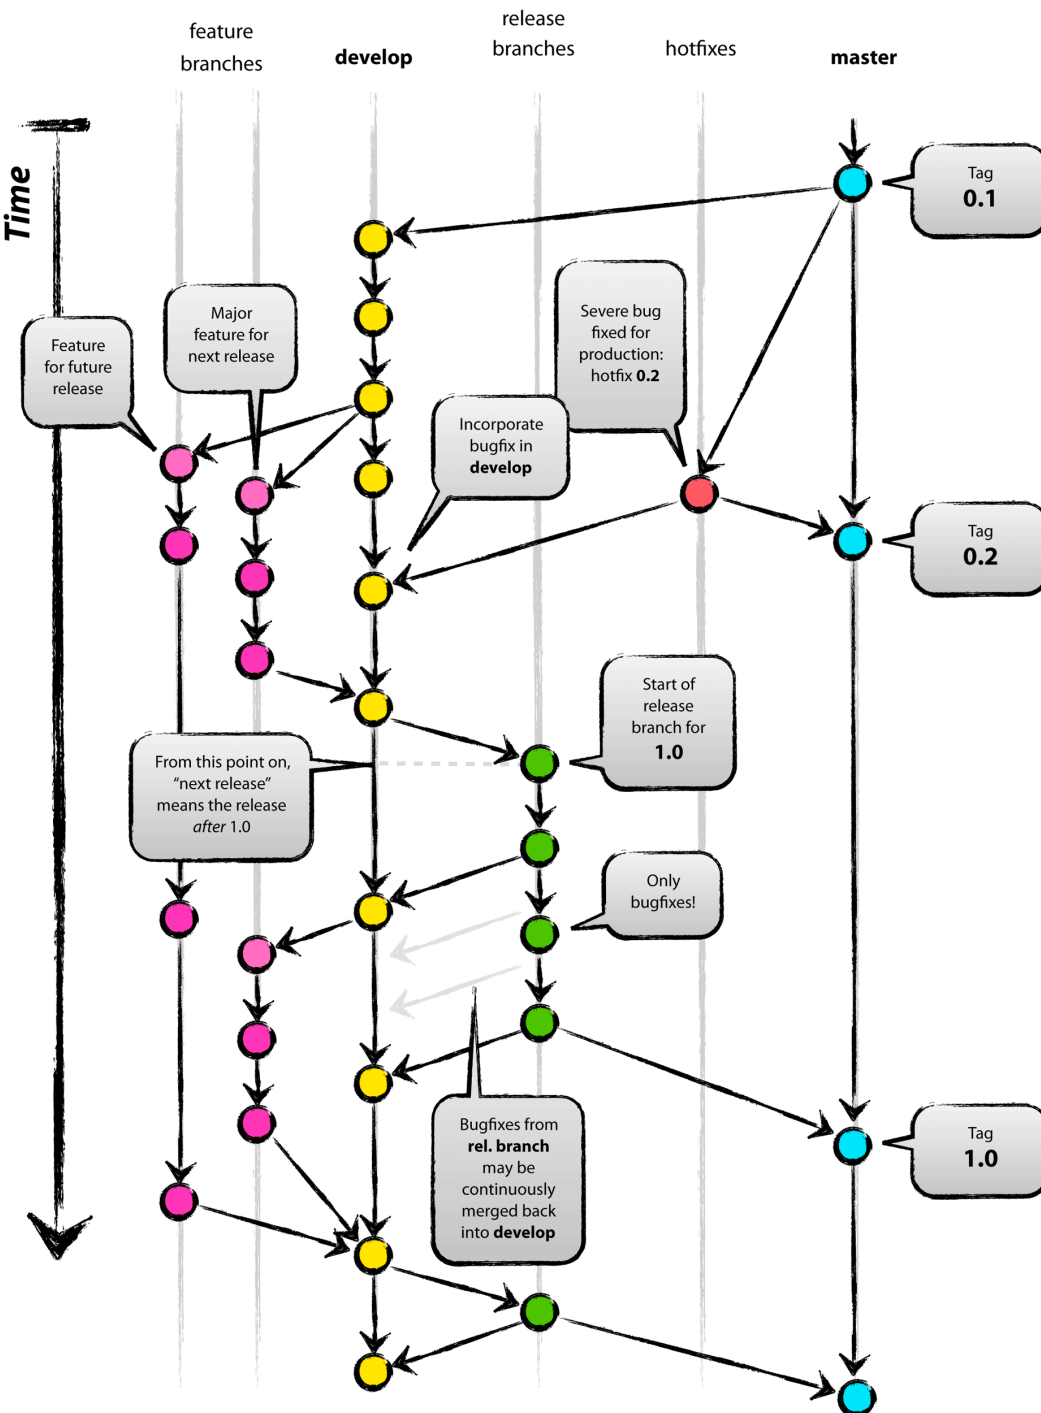 feature
branches
develop
release
branches
hotfixes
master
Time
Tag
0.1
Major
feature for
next release
Severe bug
fixed for
production:
hotfix 0.2
Feature
for future
release
Incorporate
bugfix in
develop
Tag
0.2
Start of
release
branch for
1.0
From this point on,
“next release”
means the release
after 1.0
Only
bugfixes!
Bugfixes from
rel. branch
may be
continuously
merged back
into develop
Tag
1.0